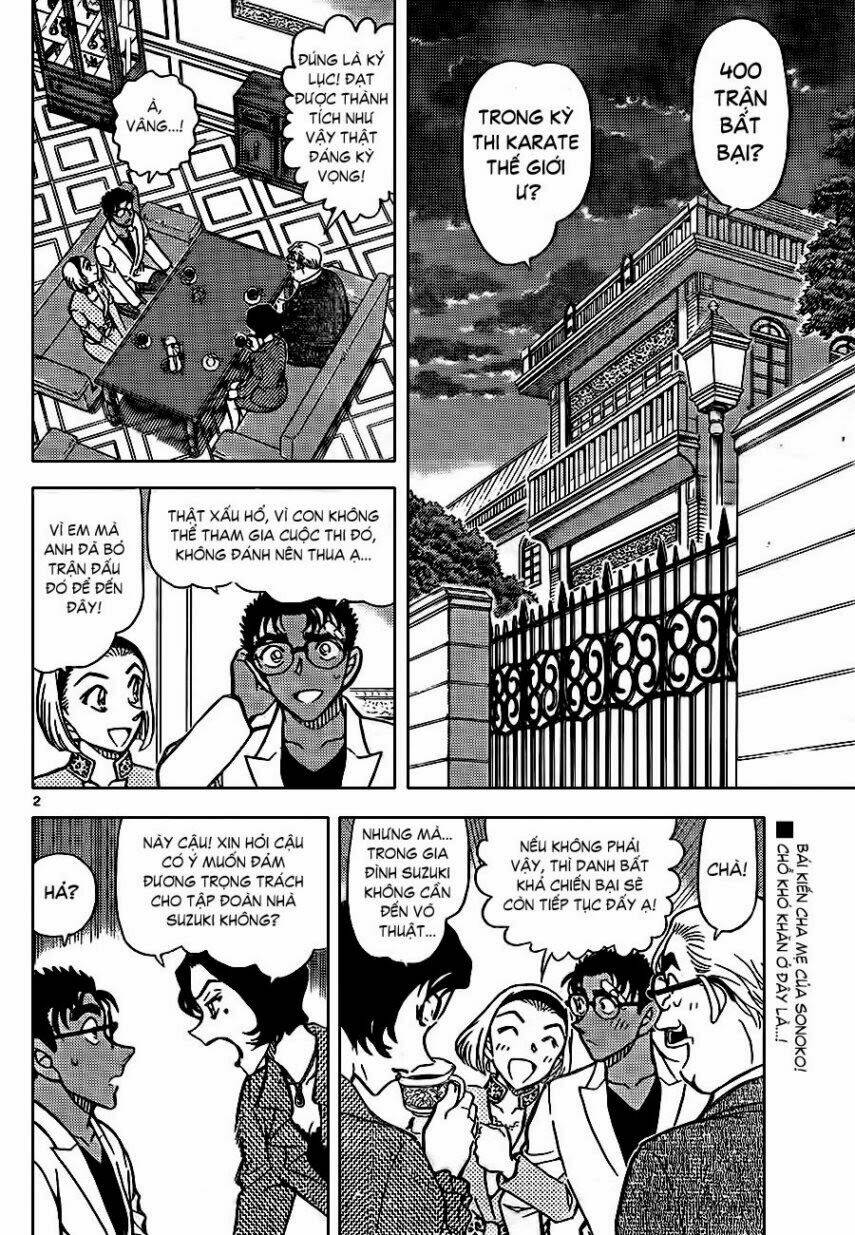 400
TRẬN
BẤT
BẠI?
TRONG KỲ
THI KARATE
THẾ GIỚI
Ư?
ĐÚNG LÀ KỶ
LỤC! ĐẠT
ĐƯỢC THÀNH
TÍCH NHƯ
VẬY THẬT
ĐÁNG KỲ
VỌNG!
À,
VÂNG...!
THẬT XẤU HỔ, VÌ CON KHÔNG
THỂ THAM GIA CUỘC THI ĐÓ,
KHÔNG ĐÁNH NÊN THUA Ạ...
VÌ EM MÀ
ANH ĐÃ BỎ
TRẬN ĐẤU
ĐÓ ĐỂ ĐẾN
ĐÂY!
2
BÁI KIẾN CHA MẸ CỦA SONOKO!
CHỖ KHÓ KHĂN Ở ĐÂY LÀ...!
CHÀ!
NẾU KHÔNG PHẢI
VẬY, THÌ DANH BẤT
KHẢ CHIẾN BẠI SẼ
CÒN TIẾP TỤC ĐẤY Ạ!
NHƯNG MÀ...
TRONG GIA
ĐÌNH SUZUKI
KHÔNG CẦN
ĐẾN VÕ
THUẬT...
NÀY CẬU! XIN HỎI CẬU
CÓ Ý MUỐN ĐẢM
ĐƯƠNG TRỌNG TRÁCH
CHO TẬP ĐOÀN NHÀ
SUZUKI KHÔNG?
HẢ?